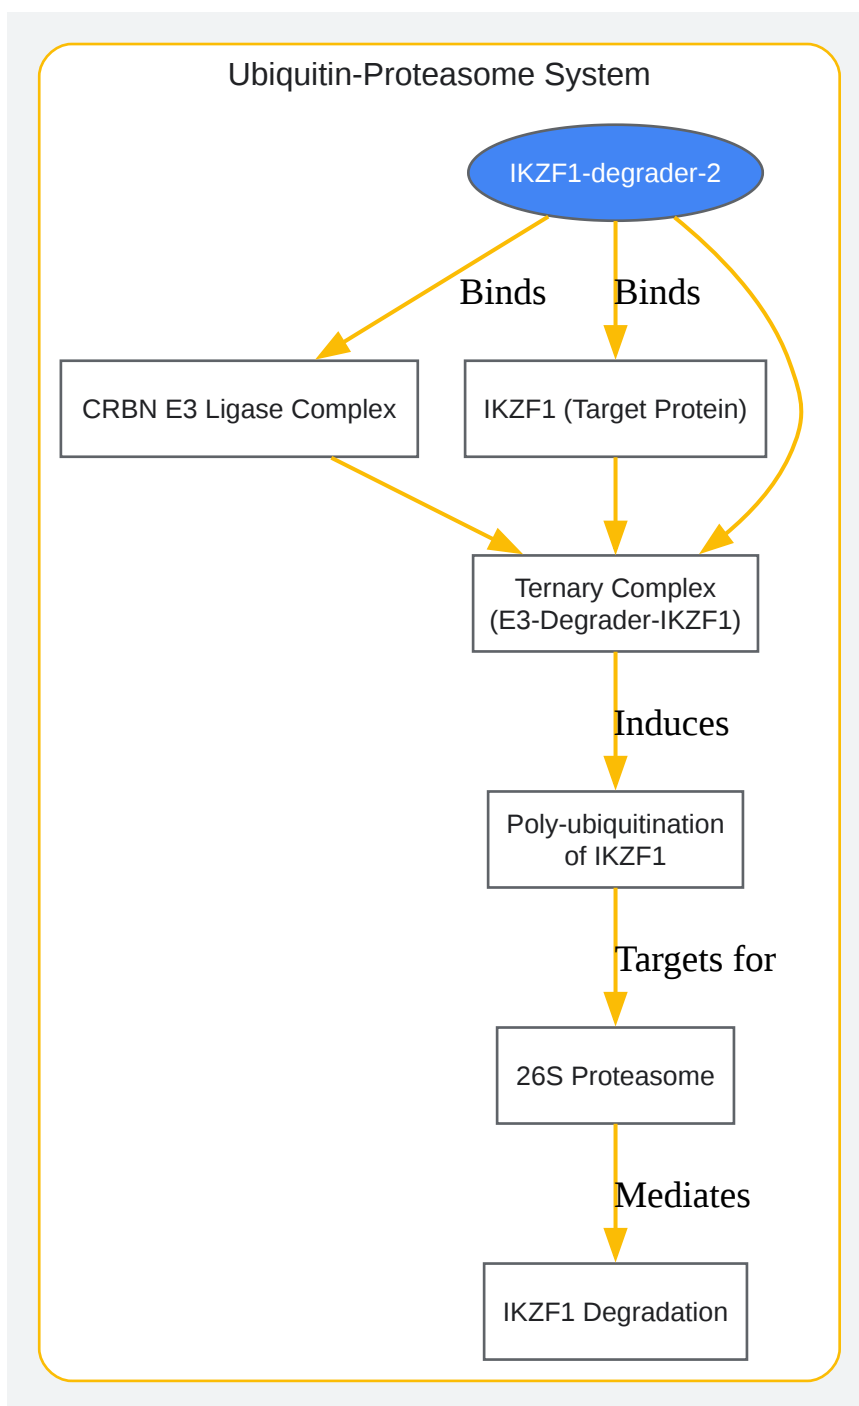 Ubiquitin-Proteasome System
IKZF1-degrader-2
Binds
Binds
CRBN E3 Ligase Complex
IKZF1 (Target Protein)
Ternary Complex
(E3-Degrader-IKZF1)
Induces
Poly-ubiquitination
of IKZF1
Targets for
26S Proteasome
Mediates
IKZF1 Degradation